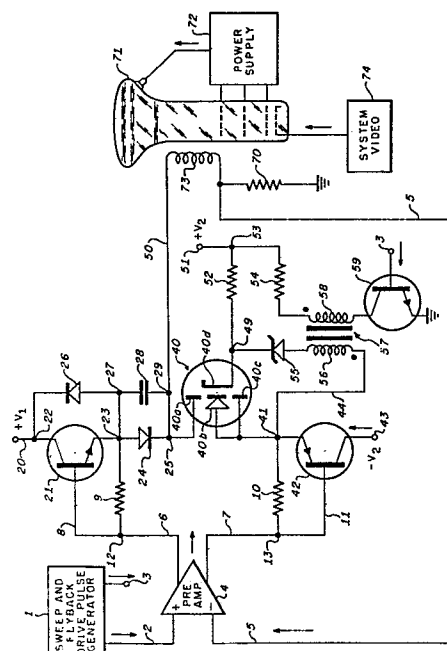 72
71
POWER
SUPPLY
74
SYSTEM
VIDEO
73
70
50
5
+V2
51
53
52
54
3
59
58
57
49
55
56
44
40
40a
40b
40c
40d
41
26
27
28
29
+V1
20
22
21
23
24
25
9
8
12
6
7
10
13
11
42
43
-V2
PRE
AMP
+
-
4
5
1
SWEEP AND
FLYBACK
DRIVE PULSE
GENERATOR
3
2